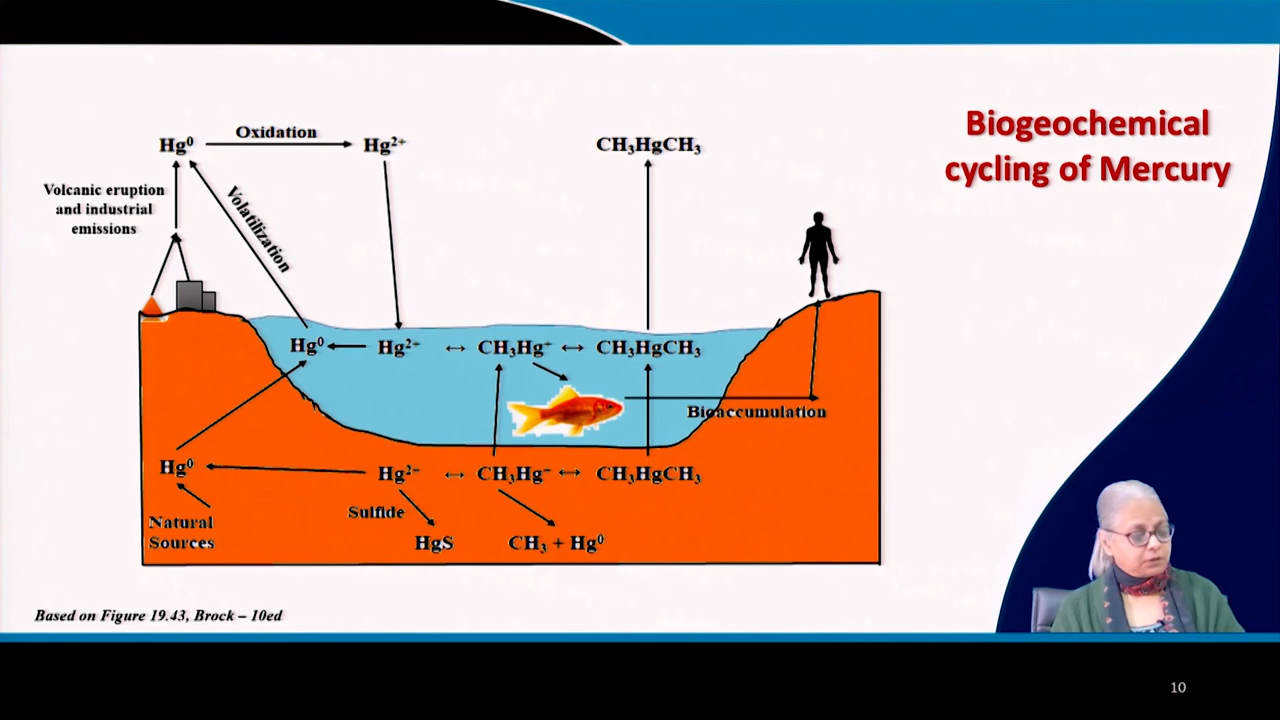 Biogeochemical
cycling of Mercury
Hg⁰
Oxidation
Hg²⁺
CH₃HgCH₃
Volcanic eruption
and industrial
emissions
Volatilization
Hg⁰
Hg²⁺
↔
CH₃Hg⁺
↔
CH₃HgCH₃
Bioaccumulation
Hg⁰
Hg²⁻
↔
CH₃Hg⁻
↔
CH₃HgCH₃
Natural
Sources
Sulfide
HgS
CH₃ + Hg⁰
Based on Figure 19.43, Brock – 10ed
10